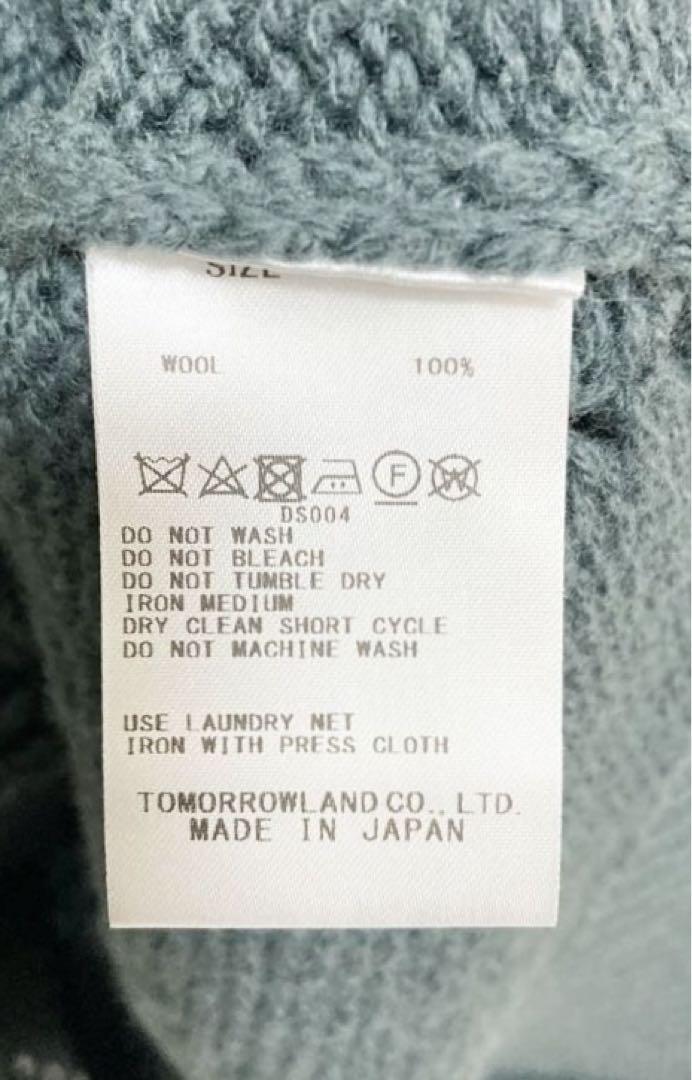 SIZE
WOOL 100%
F W
DS004
DO NOT WASH
DO NOT BLEACH
DO NOT TUMBLE DRY
IRON MEDIUM
DRY CLEAN SHORT CYCLE
DO NOT MACHINE WASH
USE LAUNDRY NET
IRON WITH PRESS CLOTH
TOMORROWLAND CO., LTD.
MADE IN JAPAN